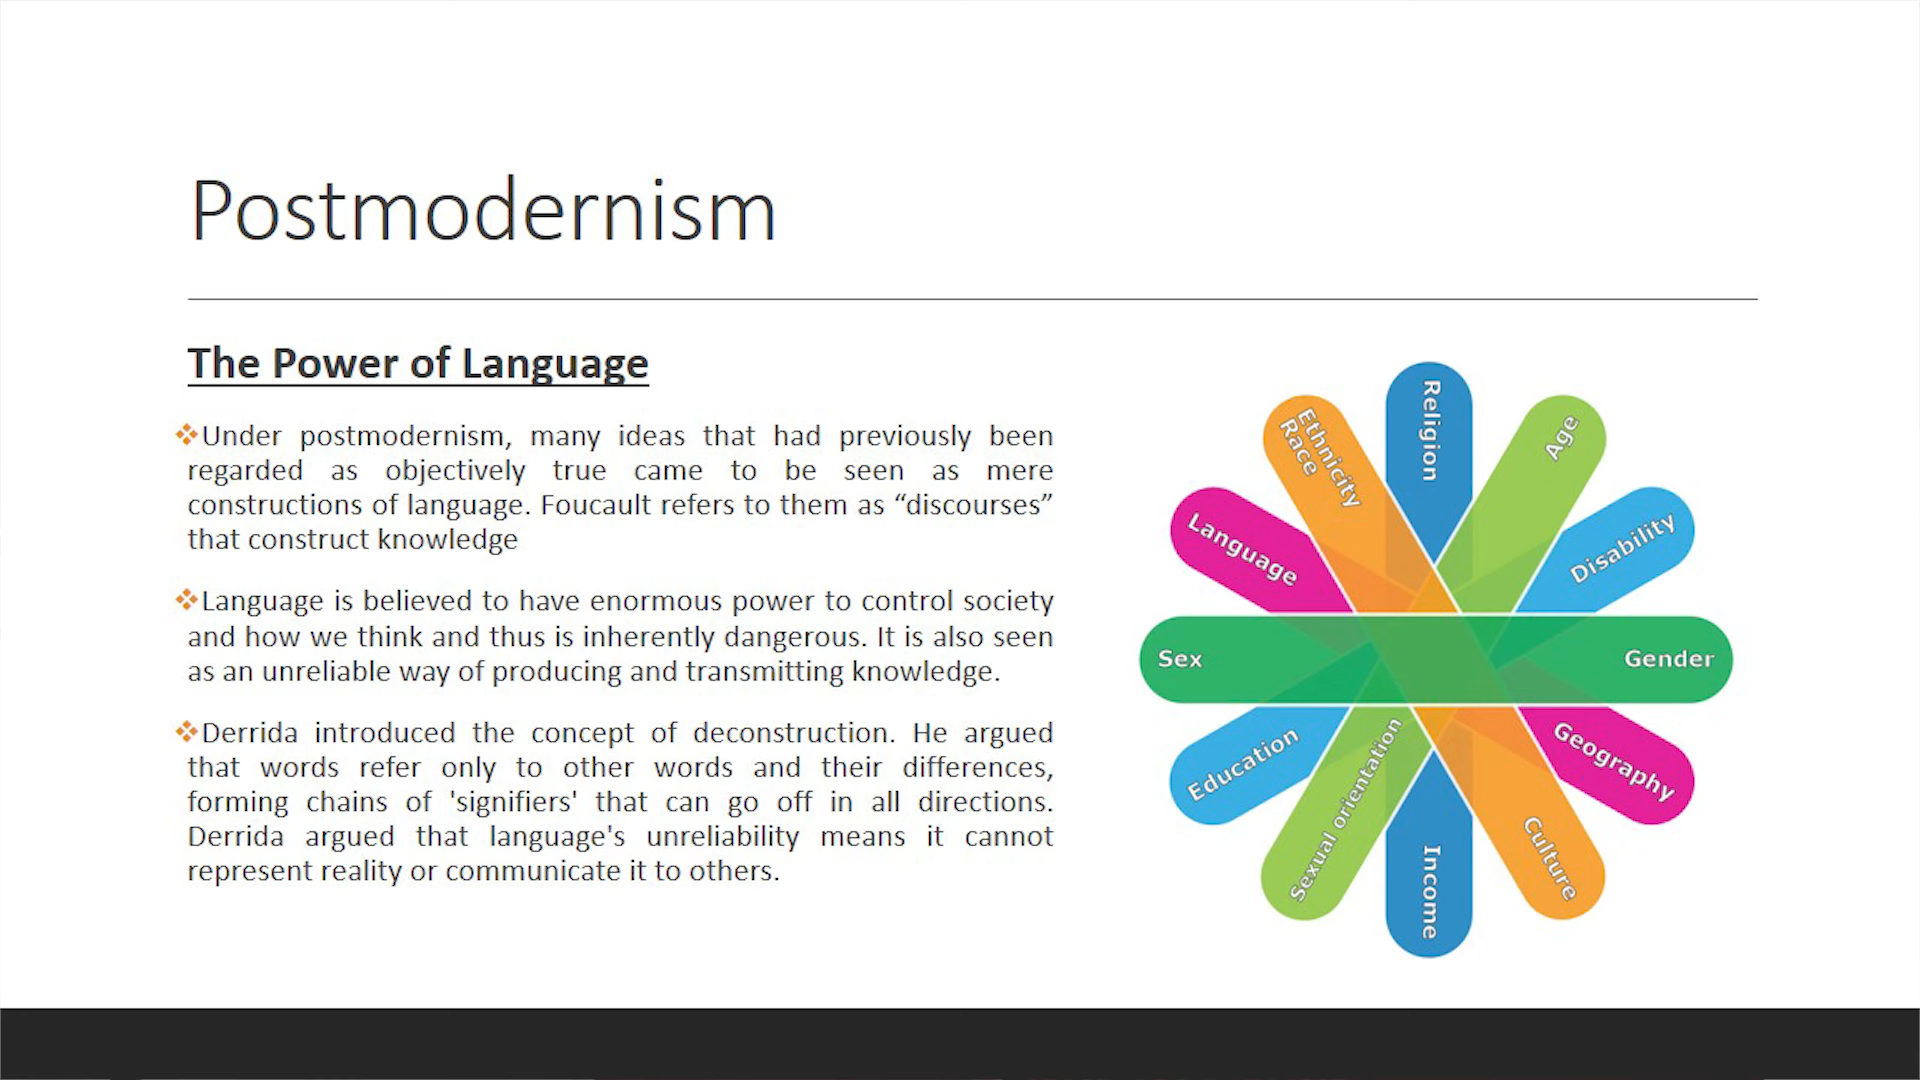 Postmodernism
The Power of Language
Under postmodernism, many ideas that had previously been
regarded as objectively true came to be seen as mere
constructions of language. Foucault refers to them as “discourses”
that construct knowledge
Language is believed to have enormous power to control society
and how we think and thus is inherently dangerous. It is also seen
as an unreliable way of producing and transmitting knowledge.
Derrida introduced the concept of deconstruction. He argued
that words refer only to other words and their differences,
forming chains of 'signifiers' that can go off in all directions.
Derrida argued that language's unreliability means it cannot
represent reality or communicate it to others.
Religion
Age
Disability
Gender
Geography
Culture
Income
Sexual orientation
Education
Sex
Language
Ethnicity
Race